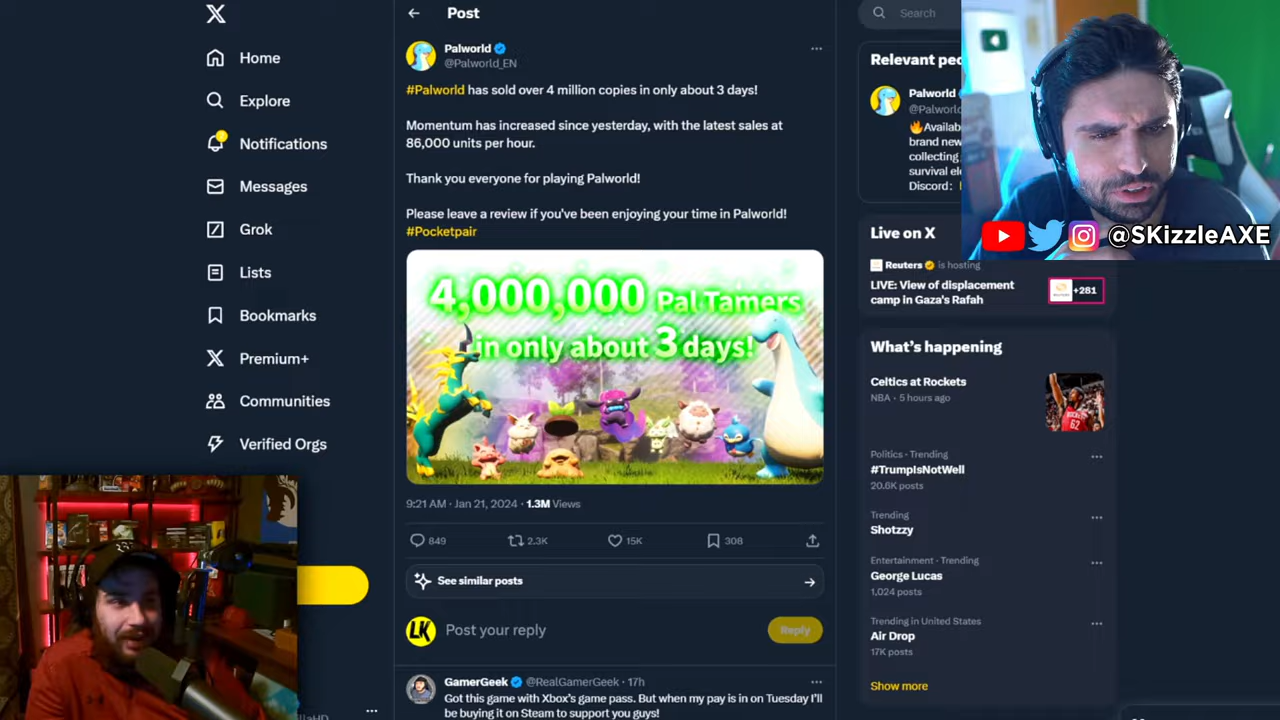 Home
Explore
2
Notifications
Messages
Grok
Lists
Bookmarks
Premium+
Communities
Verified Orgs
Post
Palworld
@Palworld_EN
#Palworld has sold over 4 million copies in only about 3 days!
Momentum has increased since yesterday, with the latest sales at
86,000 units per hour.
Thank you everyone for playing Palworld!
Please leave a review if you've been enjoying your time in Palworld!
#Pocketpair
4,000,000 Pal Tamers
in only about 3 days!
9:21 AM · Jan 21, 2024 · 1.3M Views
849
2.3K
15K
308
See similar posts
LK
Post your reply
Reply
GamerGeek @RealGamerGeek · 17h
Got this game with Xbox's game pass. But when my pay is in on Tuesday I'll
be buying it on Steam to support you guys!
Search
Relevant
Palworld
@Palworld
brand new
collecting
survival
Discord:
@SKizzleAXE
Live on X
Reuters is hosting
LIVE: View of displacement
camp in Gaza's Rafah
+281
What's happening
Celtics at Rockets
NBA · 5 hours ago
Politics · Trending
#TrumpIsNotWell
20.6K posts
Trending
Shotzzy
Entertainment · Trending
George Lucas
1,024 posts
Trending in United States
Air Drop
17K posts
Show more